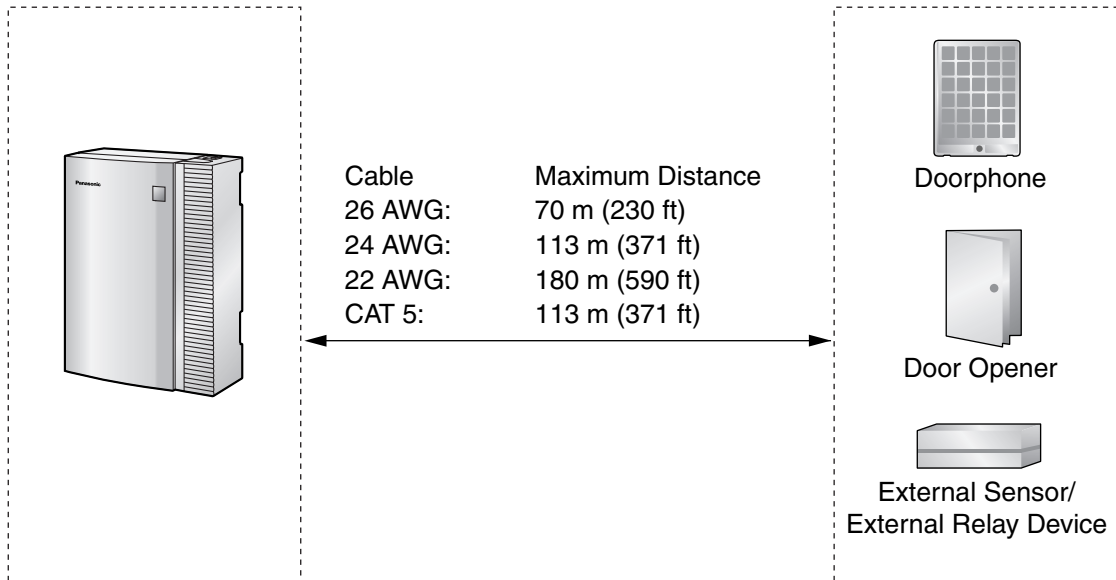 Panasonic
Cable Maximum Distance
26 AWG: 70 m (230 ft)
24 AWG: 113 m (371 ft)
22 AWG: 180 m (590 ft)
CAT 5: 113 m (371 ft)
Doorphone
Door Opener
External Sensor/
External Relay Device